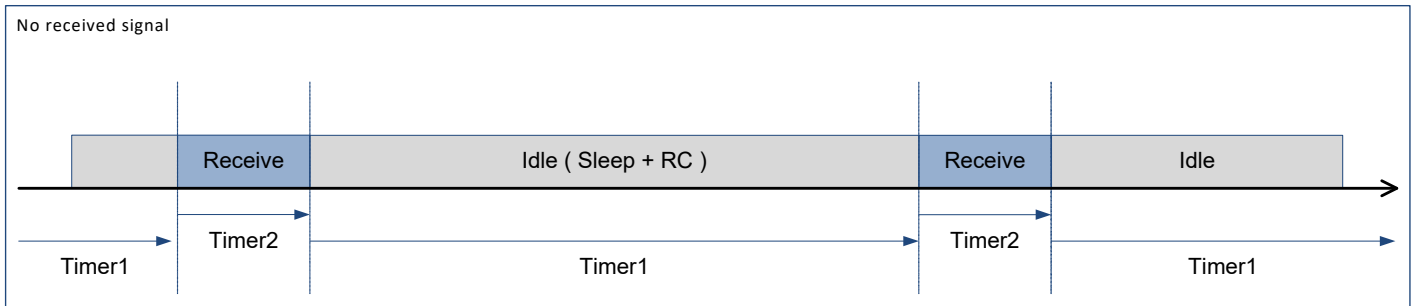 No received signal
Receive
Idle ( Sleep + RC )
Receive
Idle
Timer2
Timer2
Timer1
Timer1
Timer1